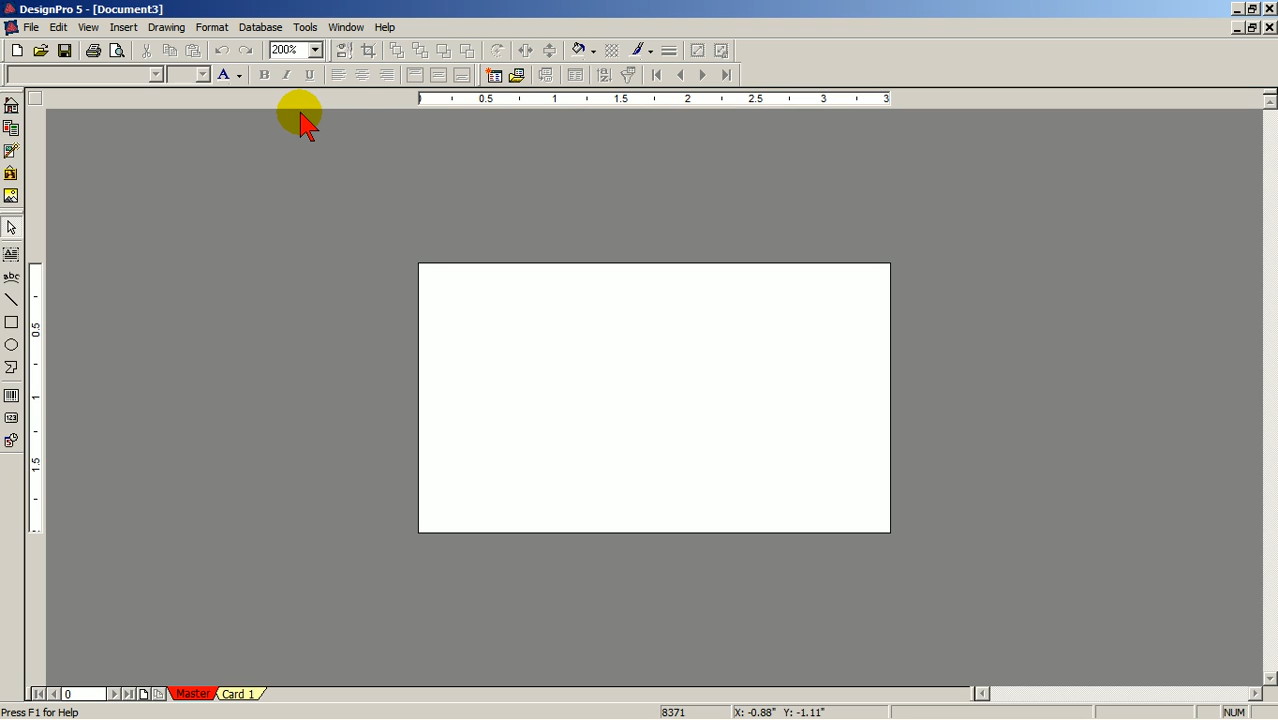 DesignPro 5 - [Document3]
File Edit View Insert Drawing Format Database Tools Window Help
200%
A B I U
0.5 1 1.5 2 2.5 3 3
0.5
1
1.5
abc
123
0 Master Card 1
Press F1 for Help 8371 X: -0.88" Y: -1.11" NUM